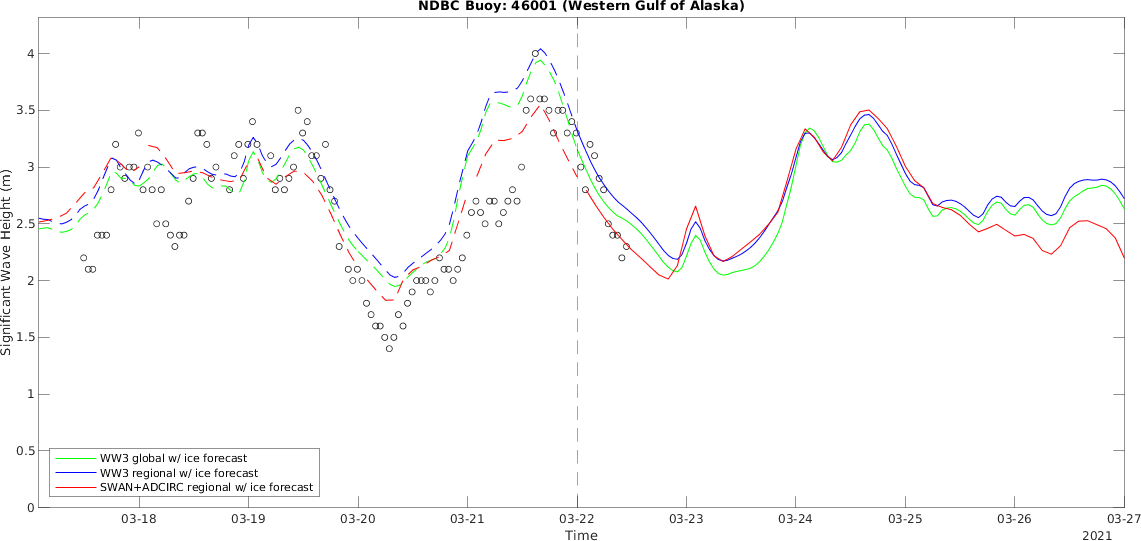 NDBC Buoy: 46001 (Western Gulf of Alaska)
Significant Wave Height (m)
4
3.5
3
2.5
2
1.5
1
0.5
0
WW3 global w/ ice forecast
WW3 regional w/ ice forecast
SWAN+ADCIRC regional w/ ice forecast
03-18 03-19 03-20 03-21 03-22 03-23 03-24 03-25 03-26 03-27
Time
2021